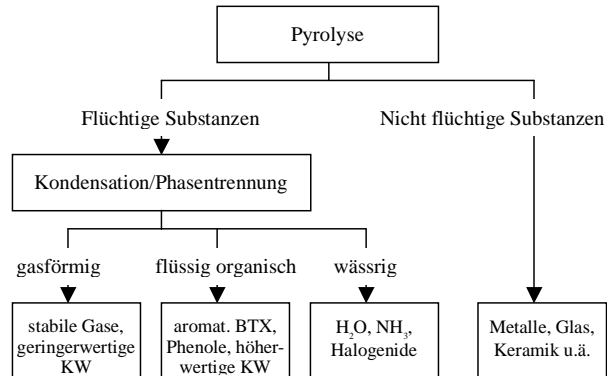 Pyrolyse
Flüchtige Substanzen
Nicht flüchtige Substanzen
Kondensation/Phasentrennung
gasförmig
flüssig organisch
wässrig
stabile Gase,
geringerwertige
KW
aromat. BTX,
Phenole, höher-
wertige KW
H₂O, NH₃,
Halogenide
Metalle, Glas,
Keramik u.ä.